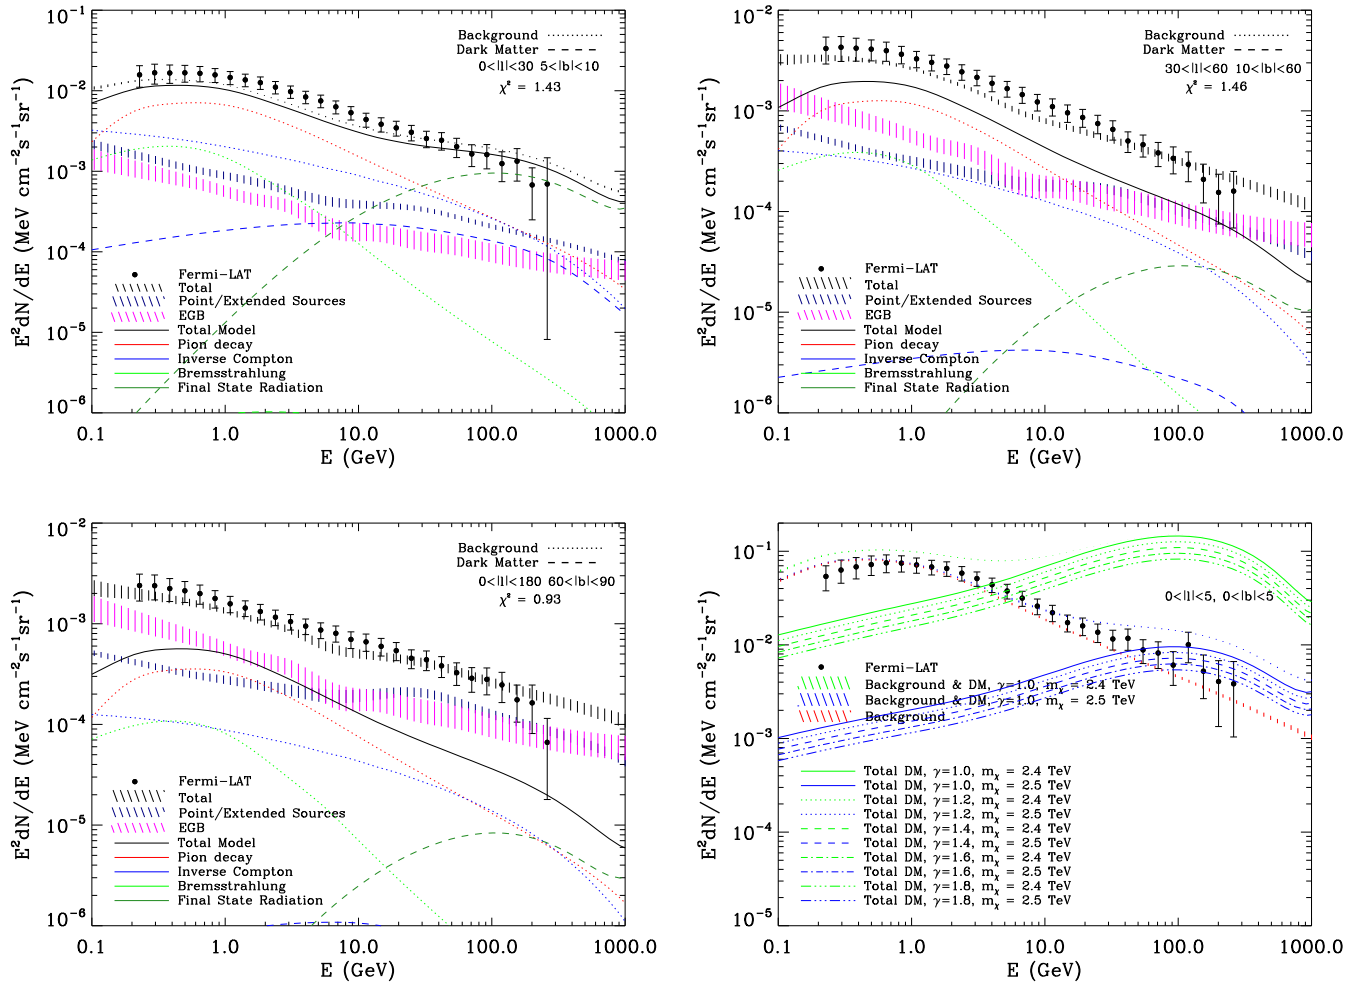 10⁻¹
10⁻²
10⁻³
10⁻⁴
10⁻⁵
10⁻⁶
E²dN/dE (MeV cm⁻²s⁻¹sr⁻¹)
Background
Dark Matter
0<|l|<30 5<|b|<10
χ² = 1.43
Fermi-LAT
Total
Point/Extended Sources
EGB
Total Model
Pion decay
Inverse Compton
Bremsstrahlung
Final State Radiation
0.1 1.0 10.0 100.0 1000.0
E (GeV)
10⁻²
10⁻³
10⁻⁴
10⁻⁵
10⁻⁶
E²dN/dE (MeV cm⁻²s⁻¹sr⁻¹)
Background
Dark Matter
30<|l|<60 10<|b|<60
χ² = 1.46
Fermi-LAT
Total
Point/Extended Sources
EGB
Total Model
Pion decay
Inverse Compton
Bremsstrahlung
Final State Radiation
0.1 1.0 10.0 100.0 1000.0
E (GeV)
10⁻²
10⁻³
10⁻⁴
10⁻⁵
10⁻⁶
E²dN/dE (MeV cm⁻²s⁻¹sr⁻¹)
Background
Dark Matter
0<|l|<180 60<|b|<90
χ² = 0.93
Fermi-LAT
Total
Point/Extended Sources
EGB
Total Model
Pion decay
Inverse Compton
Bremsstrahlung
Final State Radiation
0.1 1.0 10.0 100.0 1000.0
E (GeV)
10⁻¹
10⁻²
10⁻³
10⁻⁴
10⁻⁵
E²dN/dE (MeV cm⁻²s⁻¹sr⁻¹)
0<|l|<5, 0<|b|<5
Fermi-LAT
Background & DM, γ=1.0, mᵪ = 2.4 TeV
Background & DM, γ=1.0, mᵪ = 2.5 TeV
Background
Total DM, γ=1.0, mᵪ = 2.4 TeV
Total DM, γ=1.0, mᵪ = 2.5 TeV
Total DM, γ=1.2, mᵪ = 2.4 TeV
Total DM, γ=1.2, mᵪ = 2.5 TeV
Total DM, γ=1.4, mᵪ = 2.4 TeV
Total DM, γ=1.4, mᵪ = 2.5 TeV
Total DM, γ=1.6, mᵪ = 2.4 TeV
Total DM, γ=1.6, mᵪ = 2.5 TeV
Total DM, γ=1.8, mᵪ = 2.4 TeV
Total DM, γ=1.8, mᵪ = 2.5 TeV
0.1 1.0 10.0 100.0 1000.0
E (GeV)